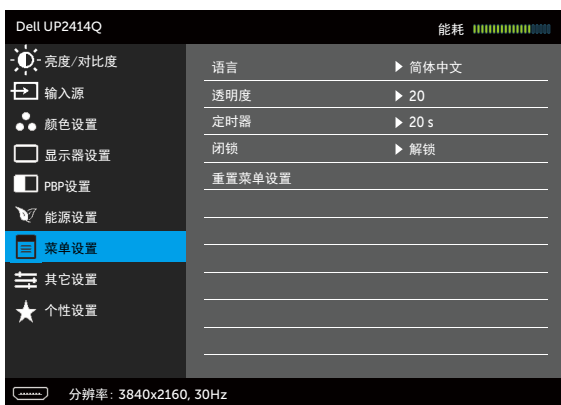 Dell UP2414Q 能耗
亮度/对比度
输入源
颜色设置
显示器设置
PBP设置
能源设置
菜单设置
其它设置
个性设置
语言 简体中文
透明度 20
定时器 20 s
闭锁 解锁
重置菜单设置
分辨率: 3840x2160, 30Hz